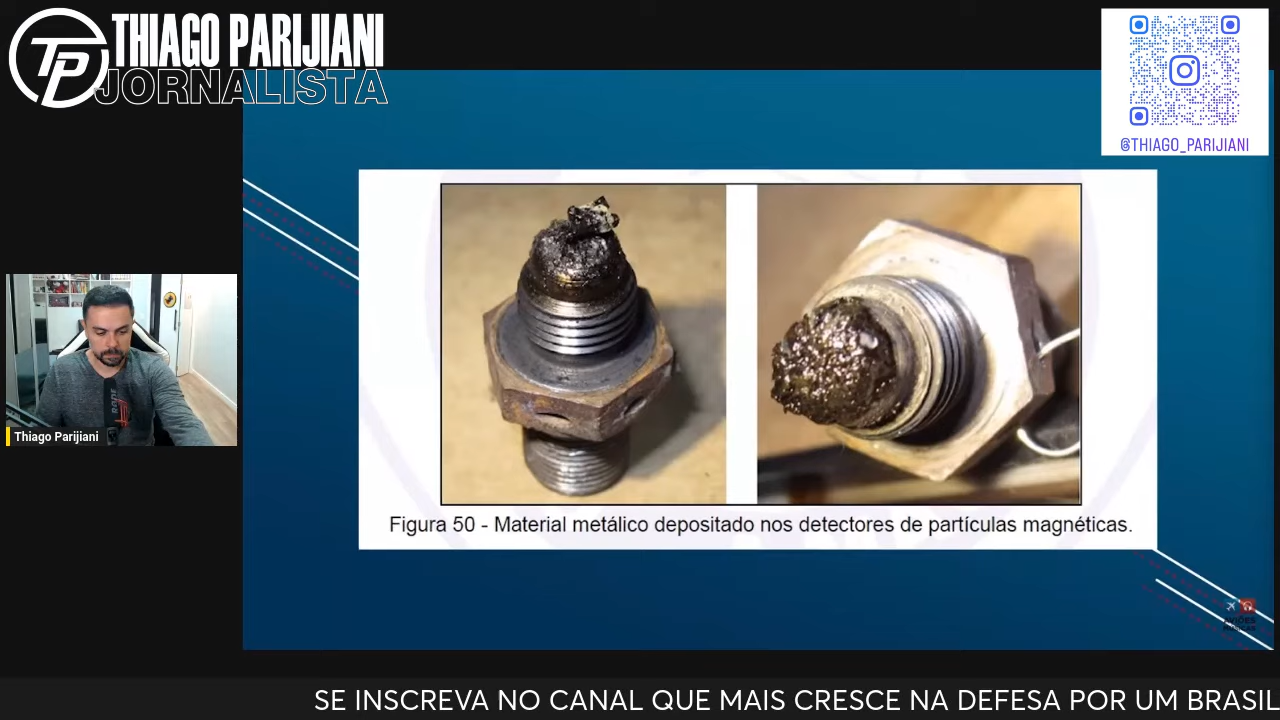 TP THIAGO PARIJIANI
JORNALISTA
@THIAGO_PARIJIANI
Thiago Parijiani
Figura 50 - Material metálico depositado nos detectores de partículas magnéticas.
SE INSCREVA NO CANAL QUE MAIS CRESCE NA DEFESA POR UM BRASIL